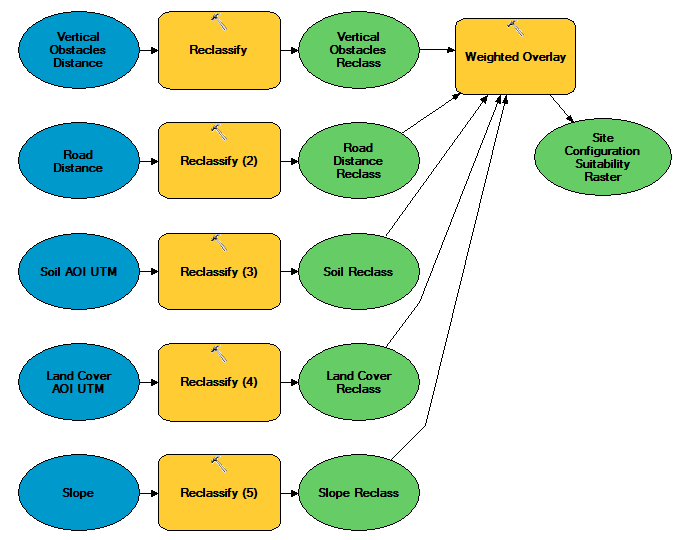 Vertical
Obstacles
Distance
Reclassify
Vertical
Obstacles
Reclass
Weighted Overlay
Road
Distance
Reclassify (2)
Road
Distance
Reclass
Site
Configuration
Suitability
Raster
Soil AOI UTM
Reclassify (3)
Soil Reclass
Land Cover
AOI UTM
Reclassify (4)
Land Cover
Reclass
Slope
Reclassify (5)
Slope Reclass